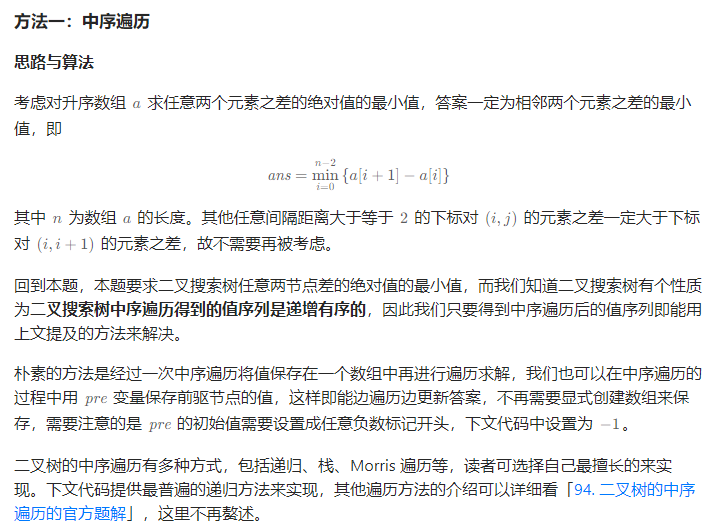 方法一：中序遍历
思路与算法
考虑对升序数组 a 求任意两个元素之差的绝对值的最小值，答案一定为相邻两个元素之差的最小
值，即
ans = \min_{i=0}^{n-2} {a[i + 1] − a[i]}
其中 n 为数组 a 的长度。其他任意间隔距离大于等于 2 的下标对 (i, j) 的元素之差一定大于下标
对 (i, i + 1) 的元素之差，故不需要再被考虑。
回到本题，本题要求二叉搜索树任意两节点差的绝对值的最小值，而我们知道二叉搜索树有个性质
为二叉搜索树中序遍历得到的值序列是递增有序的，因此我们只要得到中序遍历后的值序列即能用
上文提及的方法来解决。
朴素的方法是经过一次中序遍历将值保存在一个数组中再进行遍历求解，我们也可以在中序遍历的
过程中用 pre 变量保存前驱节点的值，这样即能边遍历边更新答案，不再需要显式创建数组来保
存，需要注意的是 pre 的初始值需要设置成任意负数标记开头，下文代码中设置为 −1。
二叉树的中序遍历有多种方式，包括递归、栈、Morris 遍历等，读者可选择自己最擅长的来实
现。下文代码提供最普遍的递归方法来实现，其他遍历方法的介绍可以详细看「94. 二叉树的中序
遍历的官方题解」，这里不再赘述。